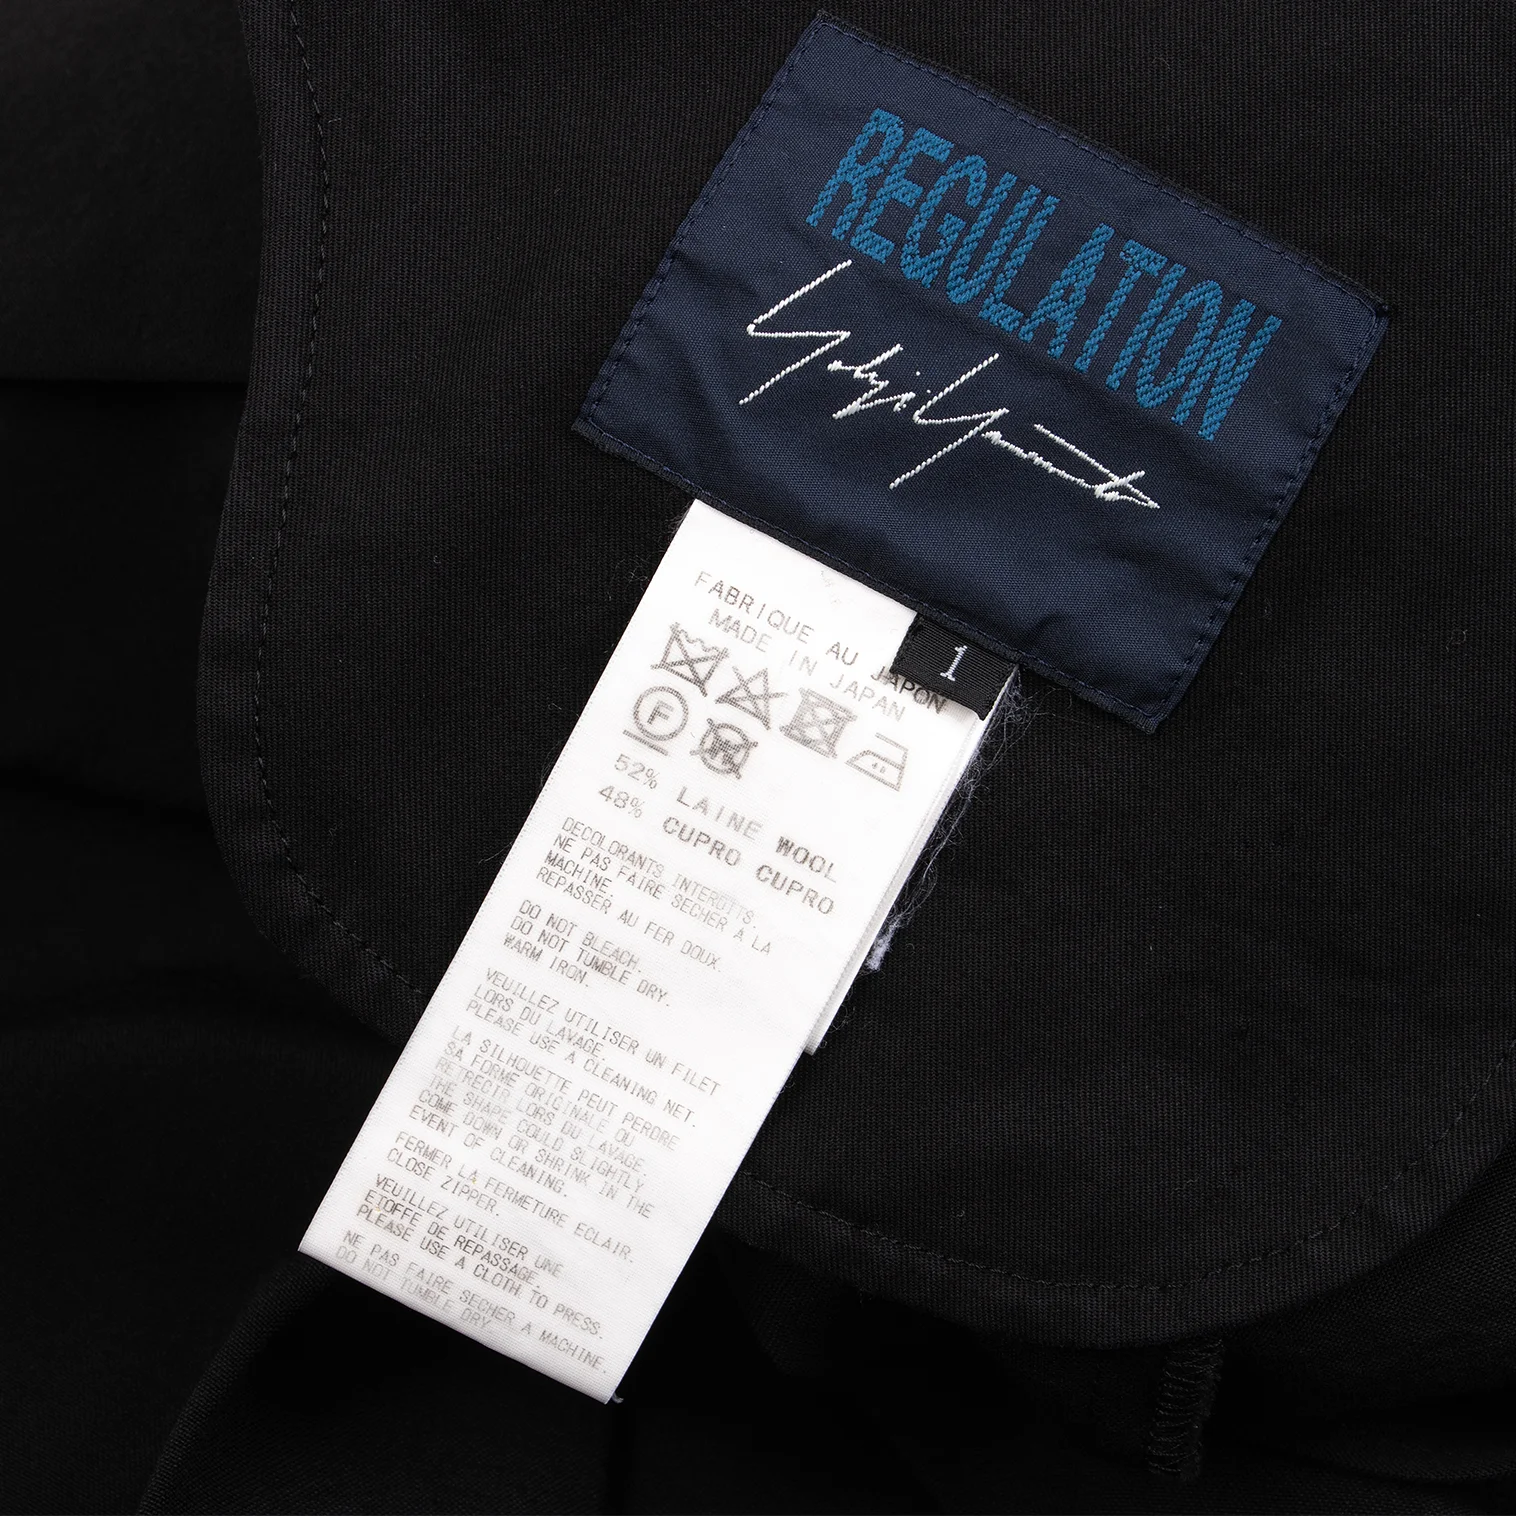 REGULATION
Yohji Yamamoto
1
FABRIQUE AU JAPON
MADE IN JAPAN
F
W
52% LAINE WOOL
48% CUPRO CUPRO
DECOLORANTS INTERDITS.
NE PAS FAIRE SECHER A LA
MACHINE.
REPASSER AU FER DOUX.
DO NOT BLEACH.
DO NOT TUMBLE DRY.
WARM IRON.
VEUILLEZ UTILISER UN FILET
LORS DU LAVAGE.
PLEASE USE A CLEANING NET.
LA SILHOUETTE PEUT PERDRE
SA FORME ORIGINALE OU
RETRECIR LORS DU LAVAGE.
THE SHAPE COULD SLIGHTLY
COME DOWN OR SHRINK IN THE
EVENT OF CLEANING.
FERMER LA FERMETURE ECLAIR.
CLOSE ZIPPER.
VEUILLEZ UTILISER UNE
ETOFFE DE REPASSAGE.
PLEASE USE A CLOTH TO PRESS.
NE PAS FAIRE SECHER A MACHINE.
DO NOT TUMBLE DRY.